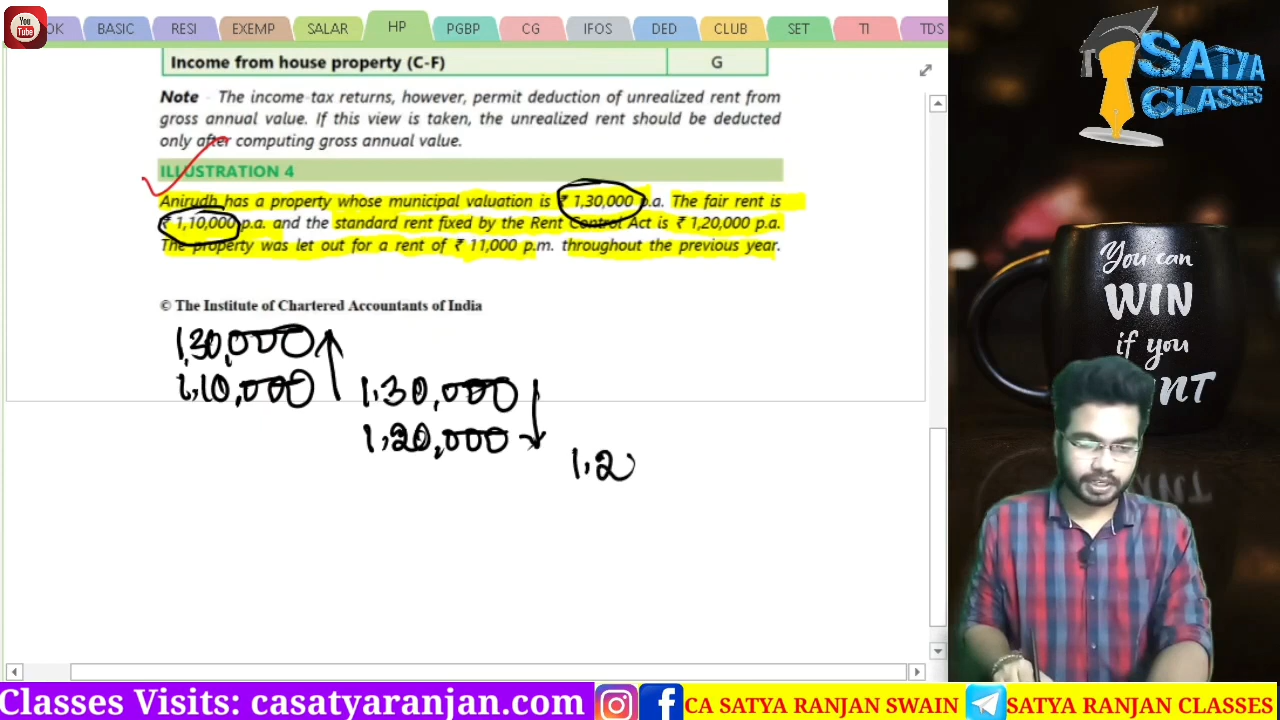 You
Tube
OK BASIC RESI EXEMP SALAR HP PGBP CG IFOS DED CLUB SET TI TDS
Income from house property (C-F) G
Note - The income-tax returns, however, permit deduction of unrealized rent from
gross annual value. If this view is taken, the unrealized rent should be deducted
only after computing gross annual value.
ILLUSTRATION 4
Anirudh has a property whose municipal valuation is ₹ 1,30,000 p.a. The fair rent is
₹ 1,10,000 p.a. and the standard rent fixed by the Rent Control Act is ₹ 1,20,000 p.a.
The property was let out for a rent of ₹ 11,000 p.m. throughout the previous year.
© The Institute of Chartered Accountants of India
1,30,000
1,10,000
1,30,000
1,20,000
1,2
SATYA
CLASSES
You can
WIN
if you
Classes Visits: casatyaranjan.com CA SATYA RANJAN SWAIN SATYA RANJAN CLASSES